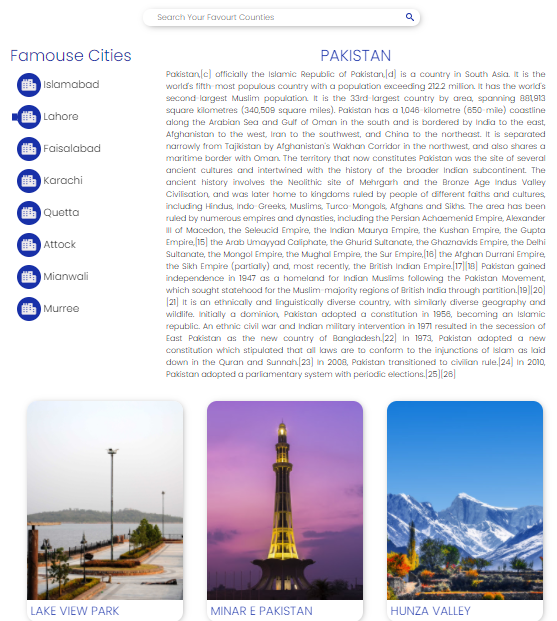 Search Your Favourt Counties
Famouse Cities
Islamabad
Lahore
Faisalabad
Karachi
Quetta
Attock
Mianwali
Murree
PAKISTAN
Pakistan,[c] officially the Islamic Republic of Pakistan,[d] is a country in South Asia. It is the
world's fifth-most populous country with a population exceeding 212.2 million. It has the world's
second-largest Muslim population. It is the 33rd-largest country by area, spanning 881,913
square kilometres (340,509 square miles). Pakistan has a 1,046-kilometre (650-mile) coastline
along the Arabian Sea and Gulf of Oman in the south and is bordered by India to the east,
Afghanistan to the west, Iran to the southwest, and China to the northeast. It is separated
narrowly from Tajikistan by Afghanistan's Wakhan Corridor in the northwest, and also shares a
maritime border with Oman. The territory that now constitutes Pakistan was the site of several
ancient cultures and intertwined with the history of the broader Indian subcontinent. The
ancient history involves the Neolithic site of Mehrgarh and the Bronze Age Indus Valley
Civilisation, and was later home to kingdoms ruled by people of different faiths and cultures,
including Hindus, Indo-Greeks, Muslims, Turco-Mongols, Afghans and Sikhs. The area has been
ruled by numerous empires and dynasties, including the Persian Achaemenid Empire, Alexander
III of Macedon, the Seleucid Empire, the Indian Maurya Empire, the Kushan Empire, the Gupta
Empire,[15] the Arab Umayyad Caliphate, the Ghurid Sultanate, the Ghaznavids Empire, the Delhi
Sultanate, the Mongol Empire, the Mughal Empire, the Sur Empire,[16] the Afghan Durrani Empire,
the Sikh Empire (partially) and, most recently, the British Indian Empire.[17][18] Pakistan gained
independence in 1947 as a homeland for Indian Muslims following the Pakistan Movement,
which sought statehood for the Muslim-majority regions of British India through partition.[19][20]
[21] It is an ethnically and linguistically diverse country, with similarly diverse geography and
wildlife. Initially a dominion, Pakistan adopted a constitution in 1956, becoming an Islamic
republic. An ethnic civil war and Indian military intervention in 1971 resulted in the secession of
East Pakistan as the new country of Bangladesh.[22] In 1973, Pakistan adopted a new
constitution which stipulated that all laws are to conform to the injunctions of Islam as laid
down in the Quran and Sunnah.[23] In 2008, Pakistan transitioned to civilian rule.[24] In 2010,
Pakistan adopted a parliamentary system with periodic elections.[25][26]
LAKE VIEW PARK
MINAR E PAKISTAN
HUNZA VALLEY